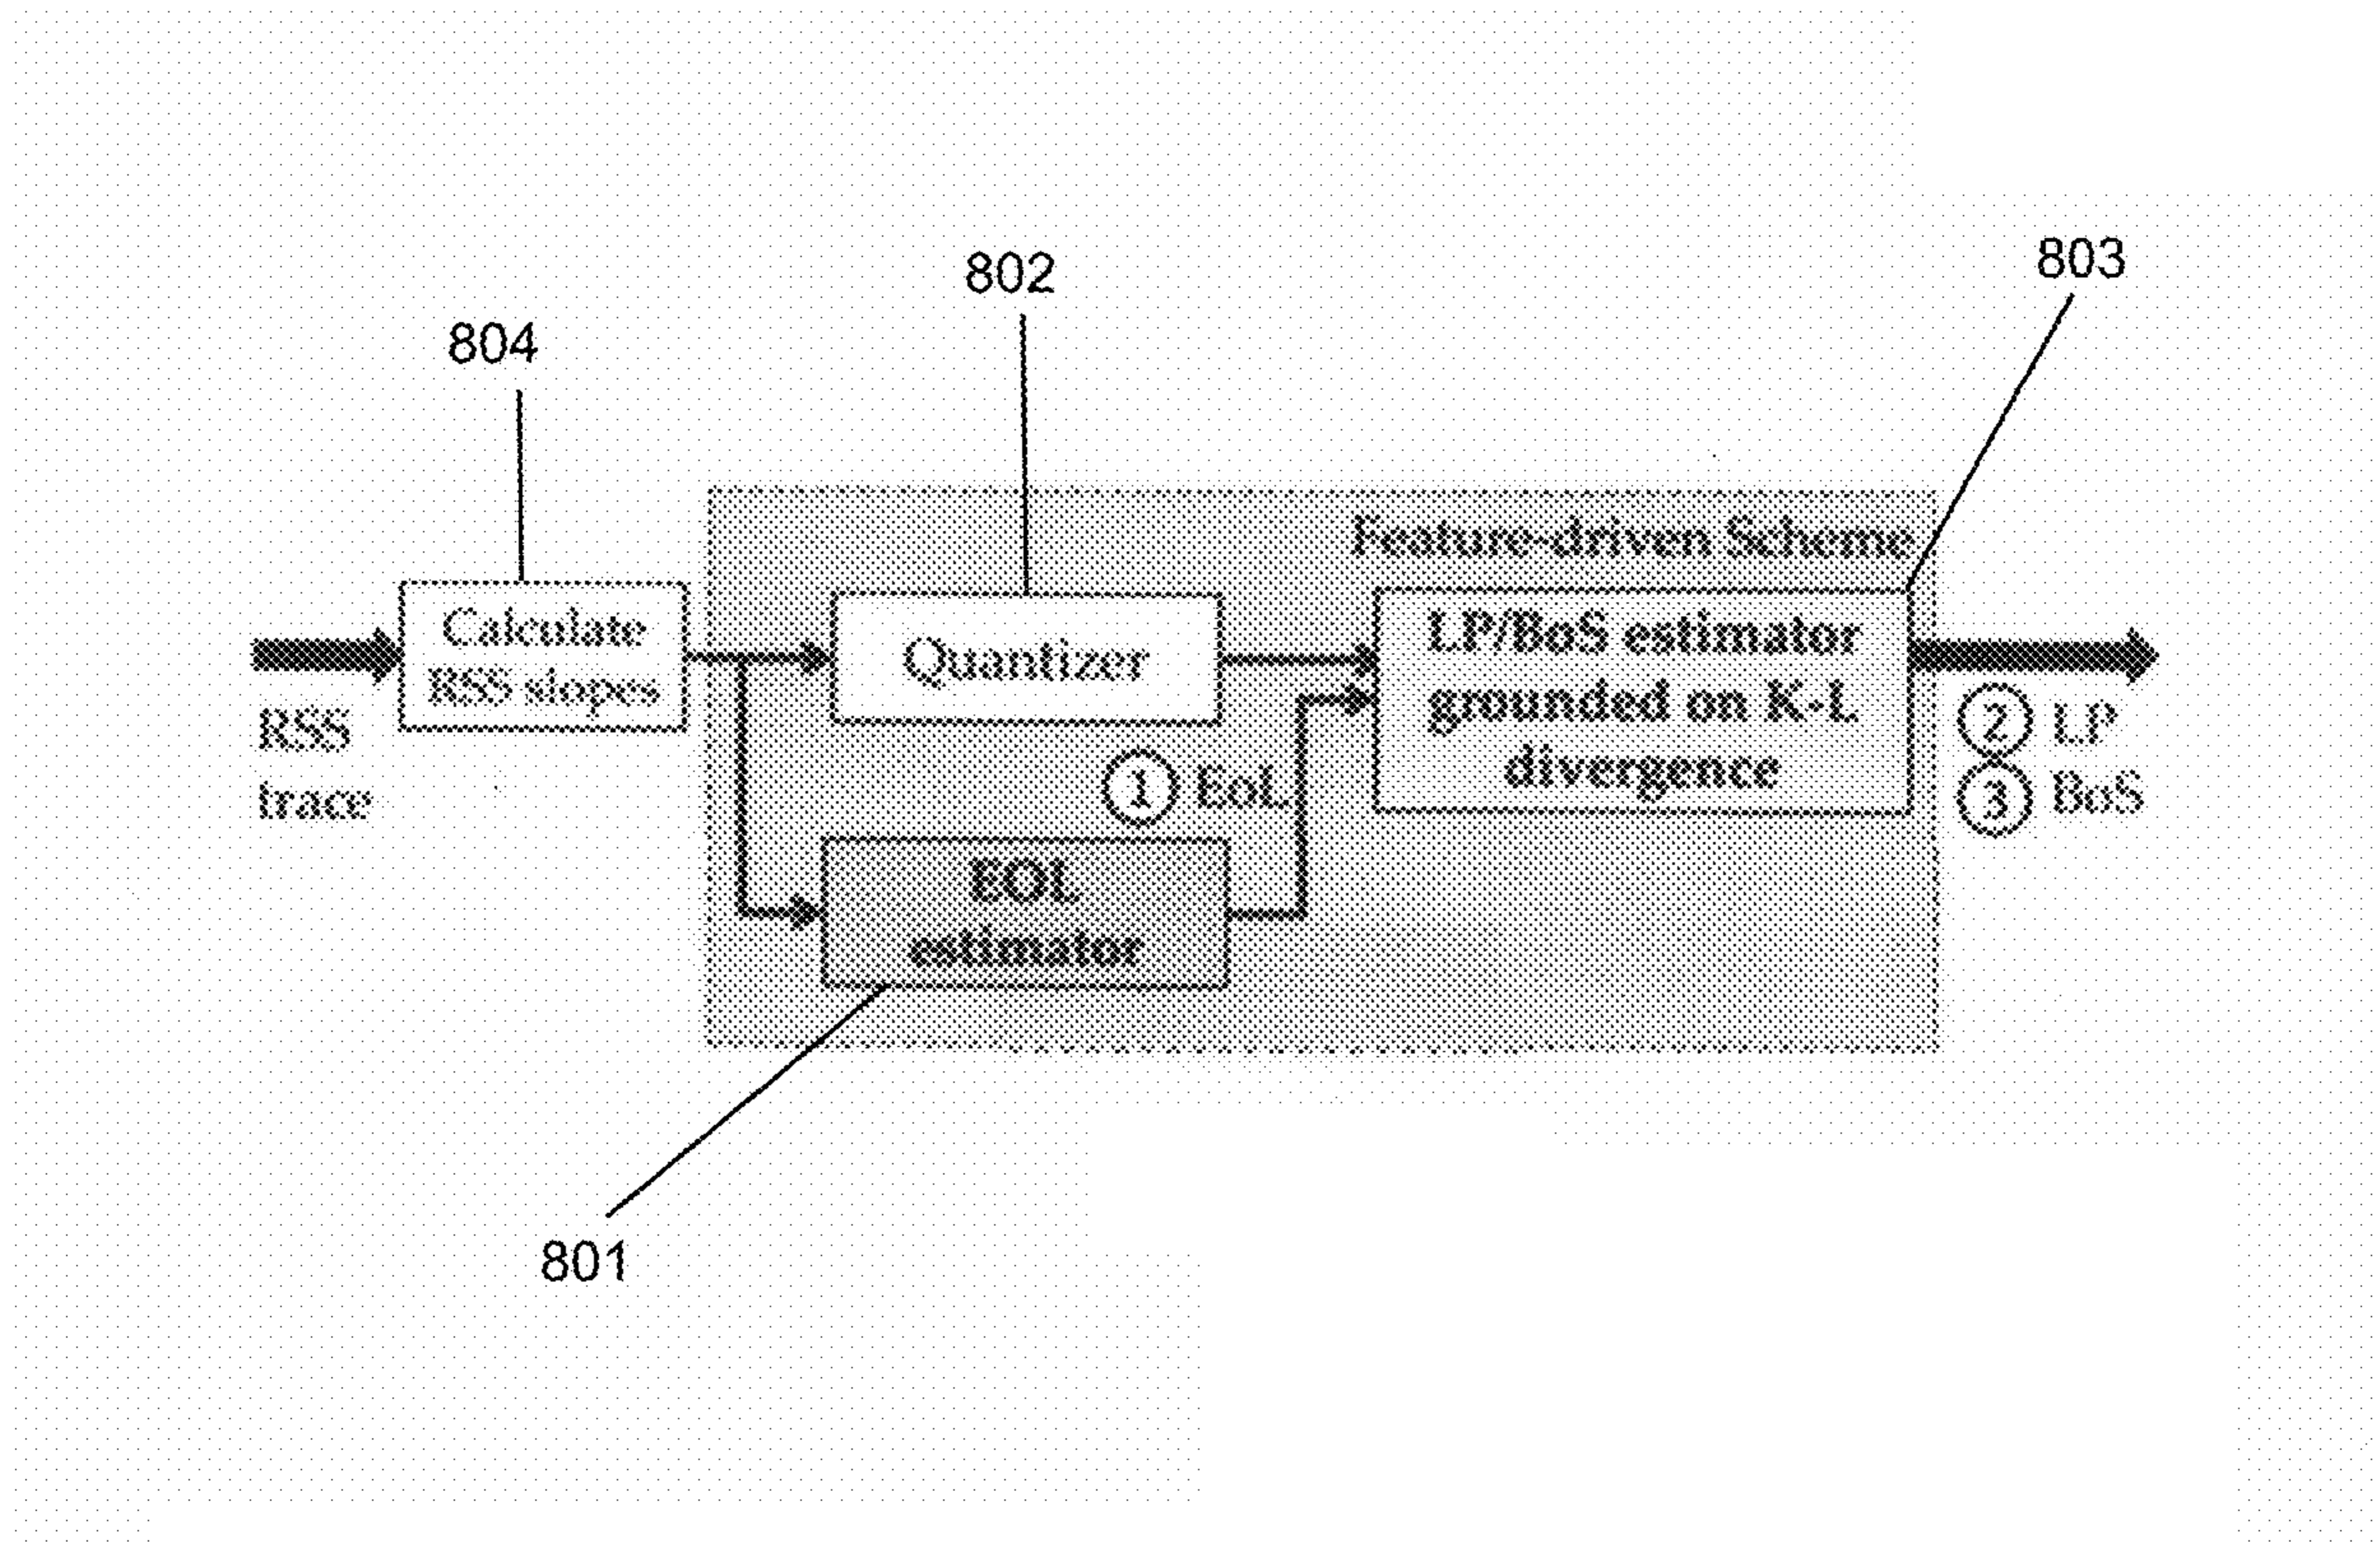 803
802
804
Feature-driven Scheme
Calculate
RSS slopes
Quantizer
LP/BoS estimator
grounded on K-L
divergence
RSS
trace
1 EoL
2 LP
3 BoS
EOL
estimator
801